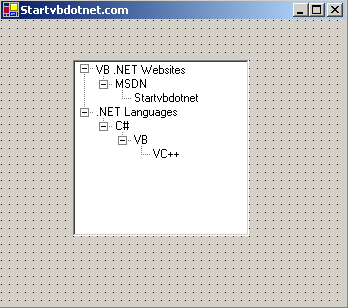 Startvbdotnet.com
VB .NET Websites
MSDN
Startvbdotnet
.NET Languages
C#
VB
VC++